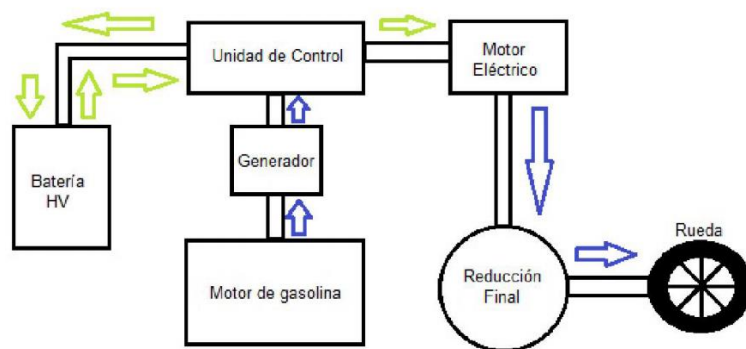 Unidad de Control
Motor
Eléctrico
Batería
HV
Generador
Motor de gasolina
Reducción
Final
Rueda